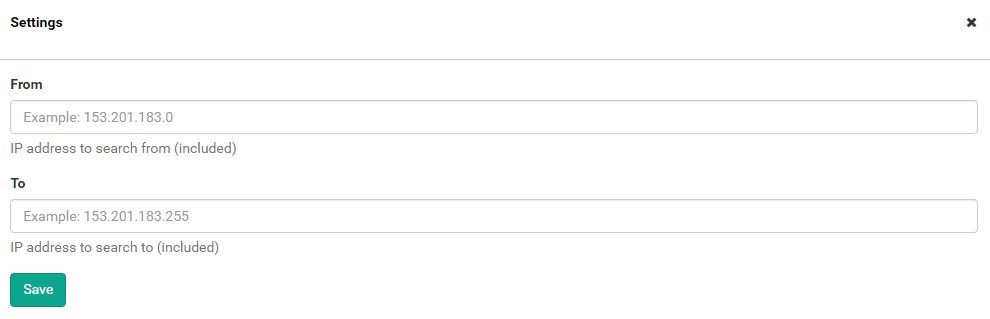 Settings
From
Example: 153.201.183.0
IP address to search from (included)
To
Example: 153.201.183.255
IP address to search to (included)
Save